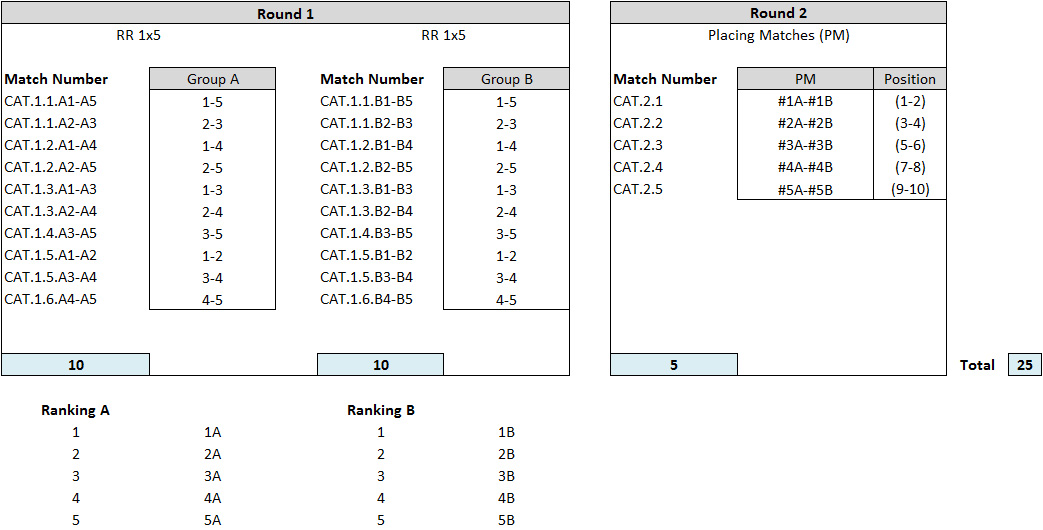 Round 1 Round 2
RR 1x5 RR 1x5 Placing Matches (PM)
Match Number Group A Match Number Group B Match Number PM Position
CAT.1.1.A1-A5 1-5 CAT.1.1.B1-B5 1-5 CAT.2.1 #1A-#1B (1-2)
CAT.1.1.A2-A3 2-3 CAT.1.1.B2-B3 2-3 CAT.2.2 #2A-#2B (3-4)
CAT.1.2.A1-A4 1-4 CAT.1.2.B1-B4 1-4 CAT.2.3 #3A-#3B (5-6)
CAT.1.2.A2-A5 2-5 CAT.1.2.B2-B5 2-5 CAT.2.4 #4A-#4B (7-8)
CAT.1.3.A1-A3 1-3 CAT.1.3.B1-B3 1-3 CAT.2.5 #5A-#5B (9-10)
CAT.1.3.A2-A4 2-4 CAT.1.3.B2-B4 2-4
CAT.1.4.A3-A5 3-5 CAT.1.4.B3-B5 3-5
CAT.1.5.A1-A2 1-2 CAT.1.5.B1-B2 1-2
CAT.1.5.A3-A4 3-4 CAT.1.5.B3-B4 3-4
CAT.1.6.A4-A5 4-5 CAT.1.6.B4-B5 4-5
10 10 5 Total 25
Ranking A Ranking B
1 1A 1 1B
2 2A 2 2B
3 3A 3 3B
4 4A 4 4B
5 5A 5 5B